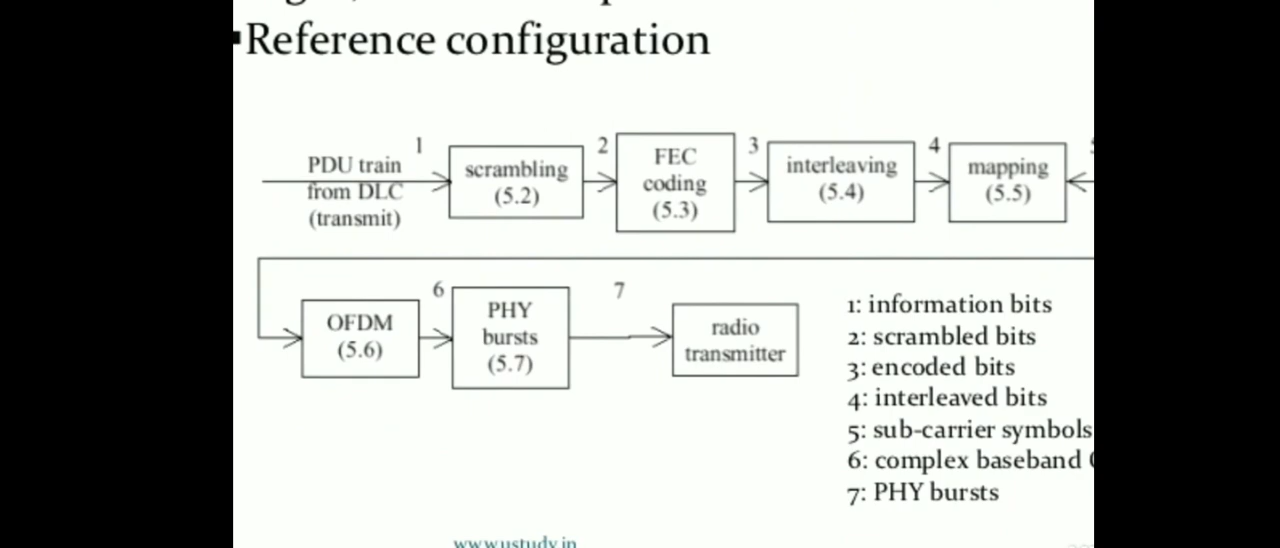 Reference configuration
1
2
3
4
PDU train
from DLC
(transmit)
scrambling
(5.2)
FEC
coding
(5.3)
interleaving
(5.4)
mapping
(5.5)
6
7
OFDM
(5.6)
PHY
bursts
(5.7)
radio
transmitter
1: information bits
2: scrambled bits
3: encoded bits
4: interleaved bits
5: sub-carrier symbols
6: complex baseband
7: PHY bursts
www.ustudy.in